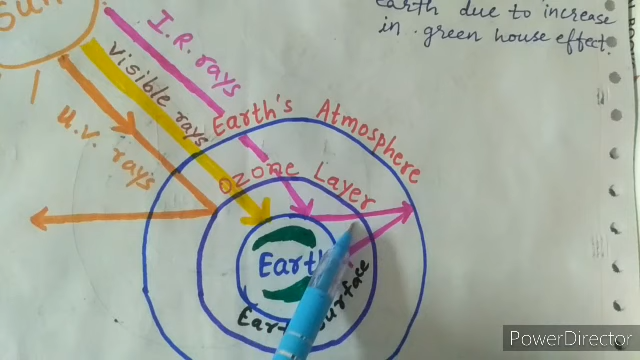 Sun
I.R. rays
visible rays
U.V. rays
earth due to increase
in green house effect.
Earth's Atmosphere
Ozone Layer
Earth
Earth surface
PowerDirector